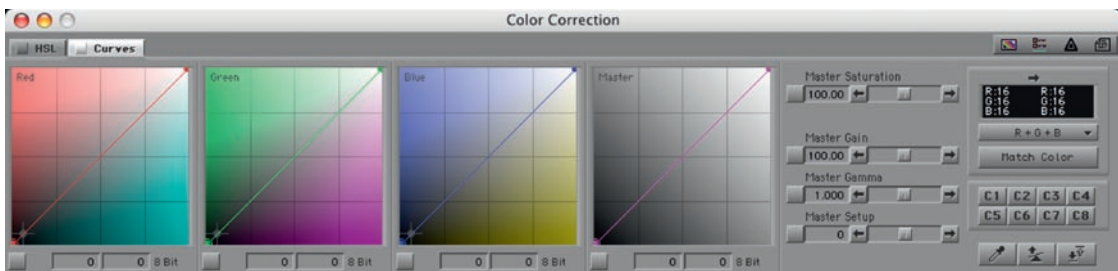 Color Correction
HSL Curves
Red
Green
Blue
Master
0 0 8 Bit
0 0 8 Bit
0 0 8 Bit
0 0 8 Bit
Master Saturation
100.00
Master Gain
100.00
Master Gamma
1.000
Master Setup
0
R:16 R:16
G:16 G:16
B:16 B:16
R + G + B
Match Color
C1 C2 C3 C4
C5 C6 C7 C8